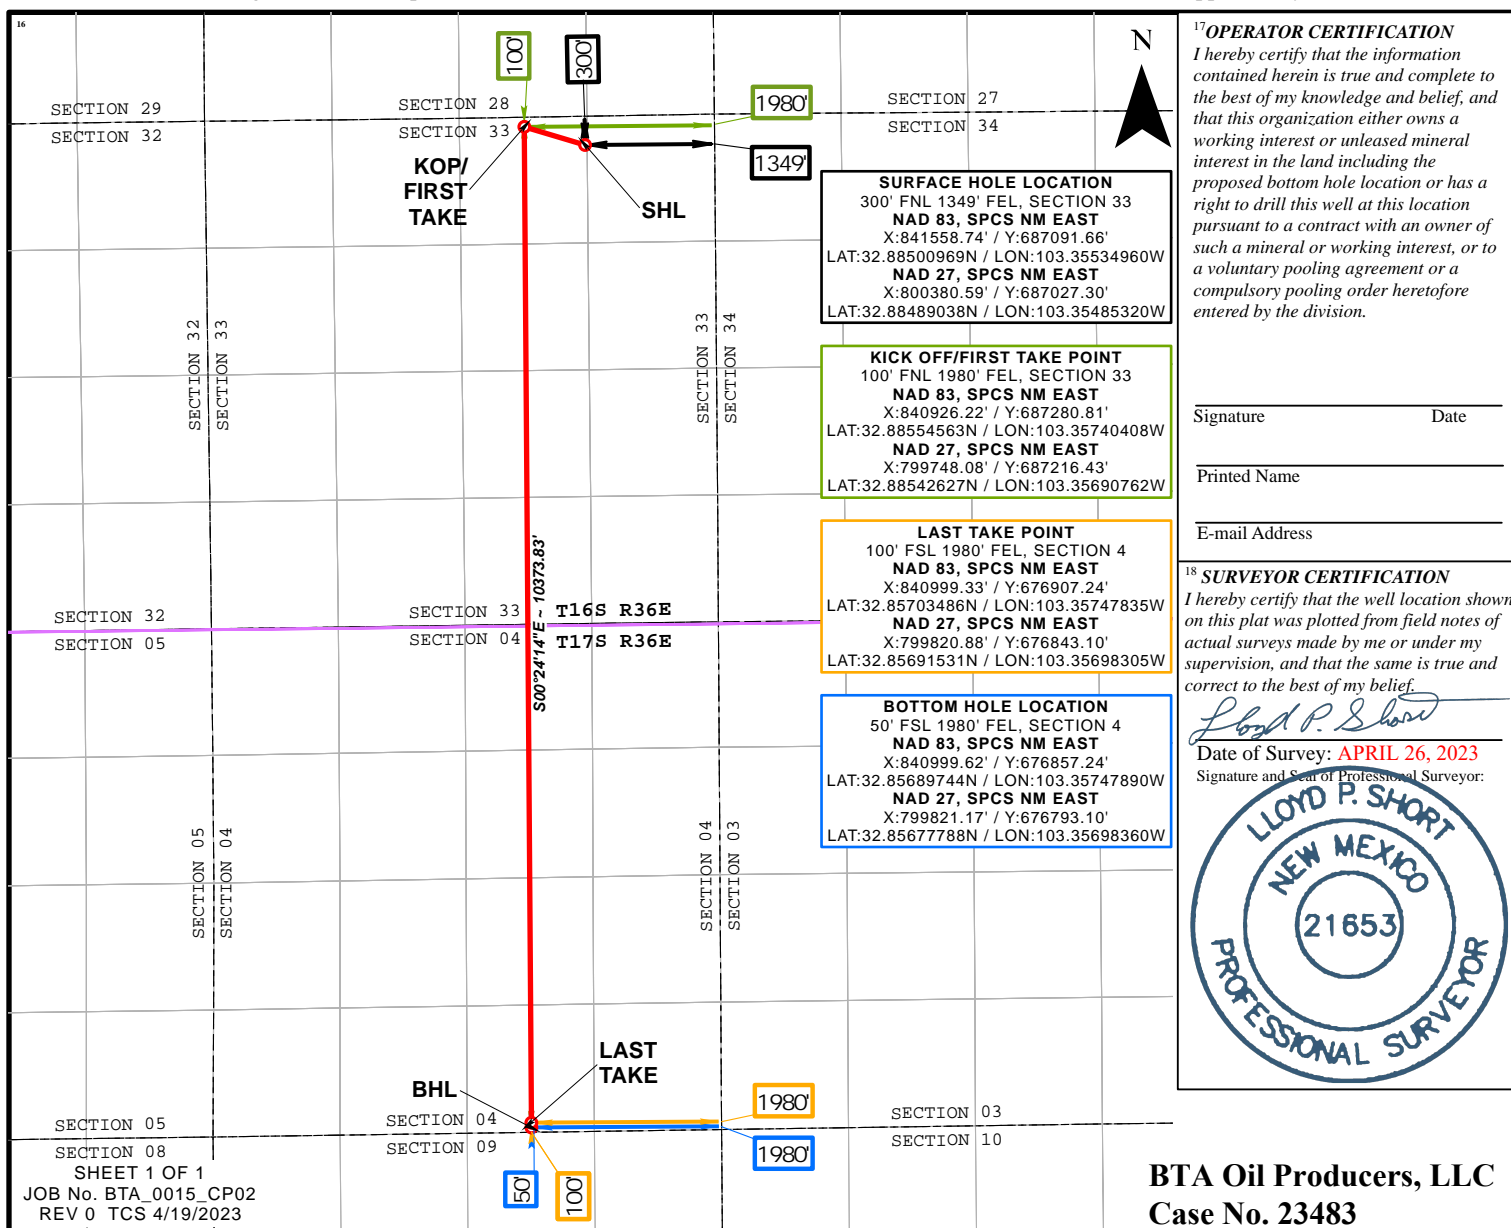 16
SECTION 29
SECTION 32
SECTION 28
SECTION 33
100'
300'
1980'
1349'
SECTION 27
SECTION 34
N
KOP/
FIRST
TAKE
SHL
SURFACE HOLE LOCATION
300' FNL 1349' FEL, SECTION 33
NAD 83, SPCS NM EAST
X:841558.74' / Y:687091.66'
LAT:32.88500969N / LON:103.35534960W
NAD 27, SPCS NM EAST
X:800380.59' / Y:687027.30'
LAT:32.88489038N / LON:103.35485320W
SECTION 32
SECTION 33
SECTION 33
SECTION 34
KICK OFF/FIRST TAKE POINT
100' FNL 1980' FEL, SECTION 33
NAD 83, SPCS NM EAST
X:840926.22' / Y:687280.81'
LAT:32.88554563N / LON:103.35740408W
NAD 27, SPCS NM EAST
X:799748.08' / Y:687216.43'
LAT:32.88542627N / LON:103.35690762W
LAST TAKE POINT
100' FSL 1980' FEL, SECTION 4
NAD 83, SPCS NM EAST
X:840999.33' / Y:676907.24'
LAT:32.85703486N / LON:103.35747835W
NAD 27, SPCS NM EAST
X:799820.88' / Y:676843.10'
LAT:32.85691531N / LON:103.35698305W
S00°24'14"E ~ 10373.83'
SECTION 32
SECTION 05
SECTION 33
SECTION 04
T16S R36E
T17S R36E
BOTTOM HOLE LOCATION
50' FSL 1980' FEL, SECTION 4
NAD 83, SPCS NM EAST
X:840999.62' / Y:676857.24'
LAT:32.85689744N / LON:103.35747890W
NAD 27, SPCS NM EAST
X:799821.17' / Y:676793.10'
LAT:32.85677788N / LON:103.35698360W
SECTION 05
SECTION 04
SECTION 04
SECTION 03
LAST
TAKE
BHL
SECTION 05
SECTION 08
SECTION 04
SECTION 09
50'
100'
1980'
1980'
SECTION 03
SECTION 10
SHEET 1 OF 1
JOB No. BTA_0015_CP02
REV 0 TCS 4/19/2023
17 OPERATOR CERTIFICATION
I hereby certify that the information
contained herein is true and complete to
the best of my knowledge and belief, and
that this organization either owns a
working interest or unleased mineral
interest in the land including the
proposed bottom hole location or has a
right to drill this well at this location
pursuant to a contract with an owner of
such a mineral or working interest, or to
a voluntary pooling agreement or a
compulsory pooling order heretofore
entered by the division.
Signature Date
Printed Name
E-mail Address
18 SURVEYOR CERTIFICATION
I hereby certify that the well location shown
on this plat was plotted from field notes of
actual surveys made by me or under my
supervision, and that the same is true and
correct to the best of my belief.
Lloyd P. Short
Date of Survey: APRIL 26, 2023
Signature and Seal of Professional Surveyor:
LLOYD P. SHORT
NEW MEXICO
21653
PROFESSIONAL SURVEYOR
BTA Oil Producers, LLC
Case No. 23483